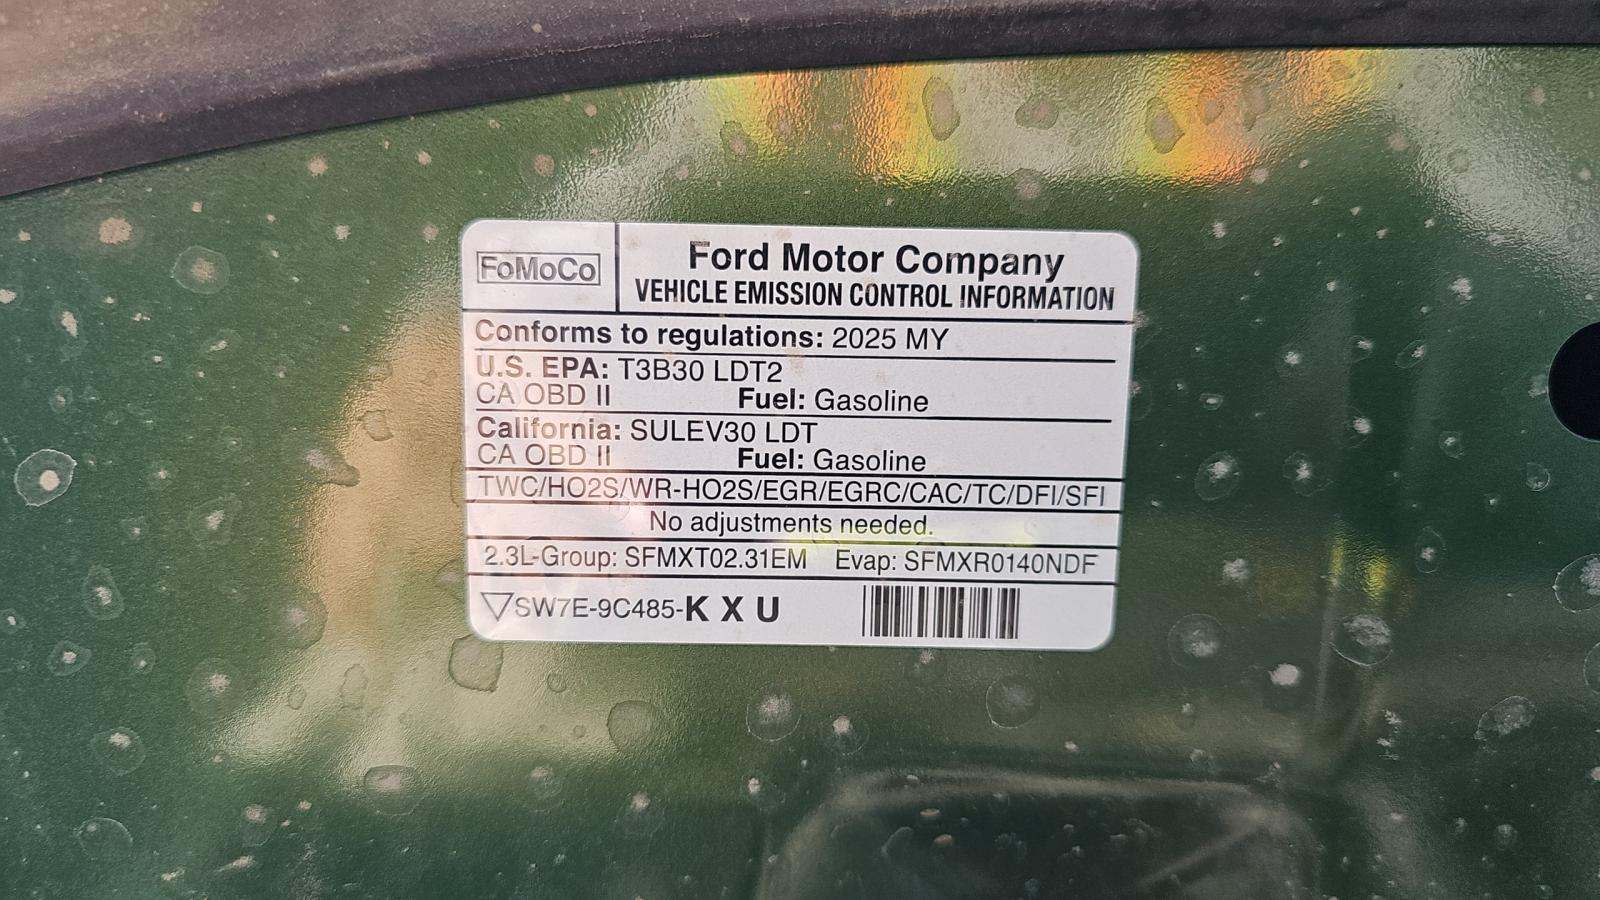 FoMoCo
Ford Motor Company
VEHICLE EMISSION CONTROL INFORMATION
Conforms to regulations: 2025 MY
U.S. EPA: T3B30 LDT2
CA OBD II Fuel: Gasoline
California: SULEV30 LDT
CA OBD II Fuel: Gasoline
TWC/HO2S/WR-HO2S/EGR/EGRC/CAC/TC/DFI/SFI
No adjustments needed.
2.3L-Group: SFMXT02.31EM Evap: SFMXR0140NDF
SW7E-9C485-K X U